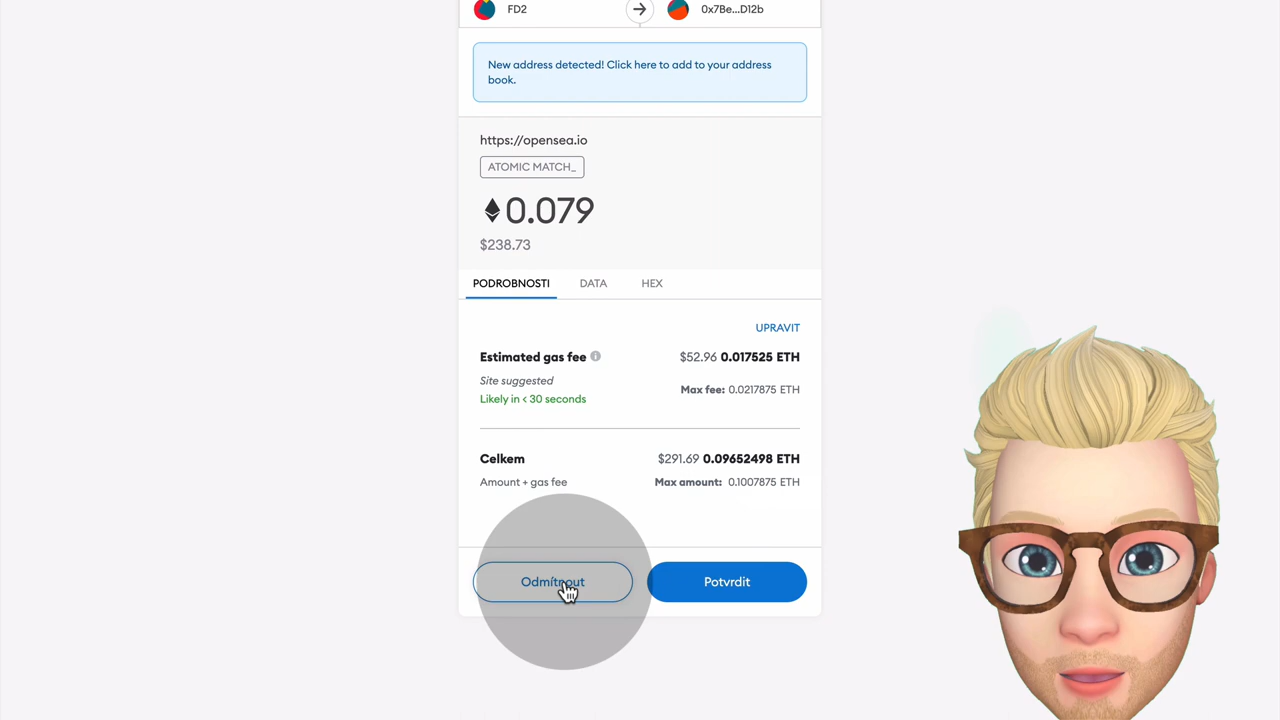 FD2
0x7Be...D12b
New address detected! Click here to add to your address
book.
https://opensea.io
ATOMIC MATCH_
0.079
$238.73
PODROBNOSTI DATA HEX
UPRAVIT
Estimated gas fee $52.96 0.017525 ETH
Site suggested Max fee: 0.0217875 ETH
Likely in < 30 seconds
Celkem $291.69 0.09652498 ETH
Amount + gas fee Max amount: 0.1007875 ETH
Odmítnout Potvrdit